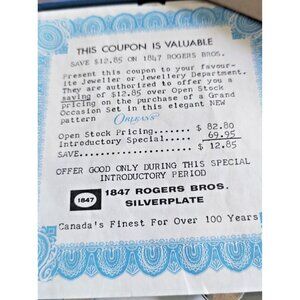 THIS COUPON IS VALUABLE
SAVE $12.85 ON 1847 ROGERS BROS.
Present this coupon to your favour-
ite Jeweller or Jewellery Department.
They are authorized to offer you a
saving of $12.85 over Open Stock
pricing on the purchase of a Grand
Occasion Set in this elegant NEW
pattern ORLEANS
Open Stock Pricing....... $ 82.80
Introductory Special..... 69.95
SAVE..................... $ 12.85
OFFER GOOD ONLY DURING THIS SPECIAL
INTRODUCTORY PERIOD
1847 1847 ROGERS BROS.
SILVERPLATE
Canada's Finest For Over 100 Years